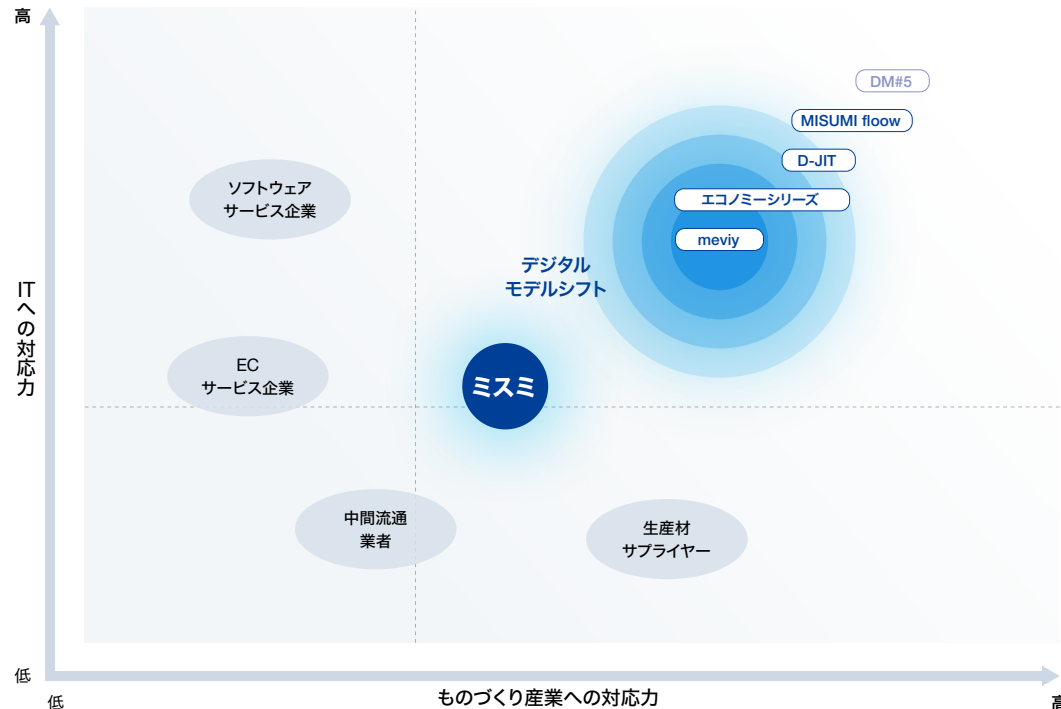 高
DM#5
MISUMI floow
D-JIT
ソフトウェア
サービス企業
エコノミーシリーズ
meviy
デジタル
モデルシフト
ITへの対応力
EC
サービス企業
ミスミ
中間流通
業者
生産材
サプライヤー
低
低
ものづくり産業への対応力
高